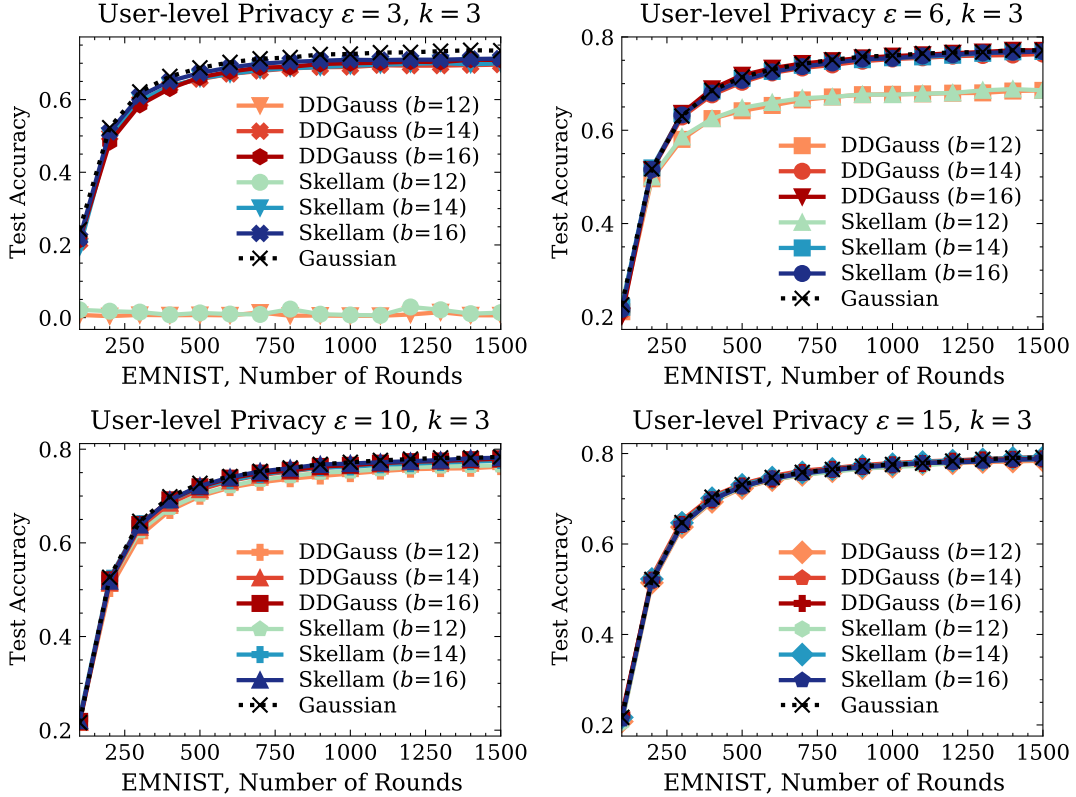 User-level Privacy ε = 3, k = 3
Test Accuracy
0.6
0.4
0.2
0.0
DDGauss (b=12)
DDGauss (b=14)
DDGauss (b=16)
Skellam (b=12)
Skellam (b=14)
Skellam (b=16)
Gaussian
250 500 750 1000 1250 1500
EMNIST, Number of Rounds
User-level Privacy ε = 6, k = 3
Test Accuracy
0.8
0.6
0.4
0.2
DDGauss (b=12)
DDGauss (b=14)
DDGauss (b=16)
Skellam (b=12)
Skellam (b=14)
Skellam (b=16)
Gaussian
250 500 750 1000 1250 1500
EMNIST, Number of Rounds
User-level Privacy ε = 10, k = 3
Test Accuracy
0.8
0.6
0.4
0.2
DDGauss (b=12)
DDGauss (b=14)
DDGauss (b=16)
Skellam (b=12)
Skellam (b=14)
Skellam (b=16)
Gaussian
250 500 750 1000 1250 1500
EMNIST, Number of Rounds
User-level Privacy ε = 15, k = 3
Test Accuracy
0.8
0.6
0.4
0.2
DDGauss (b=12)
DDGauss (b=14)
DDGauss (b=16)
Skellam (b=12)
Skellam (b=14)
Skellam (b=16)
Gaussian
250 500 750 1000 1250 1500
EMNIST, Number of Rounds